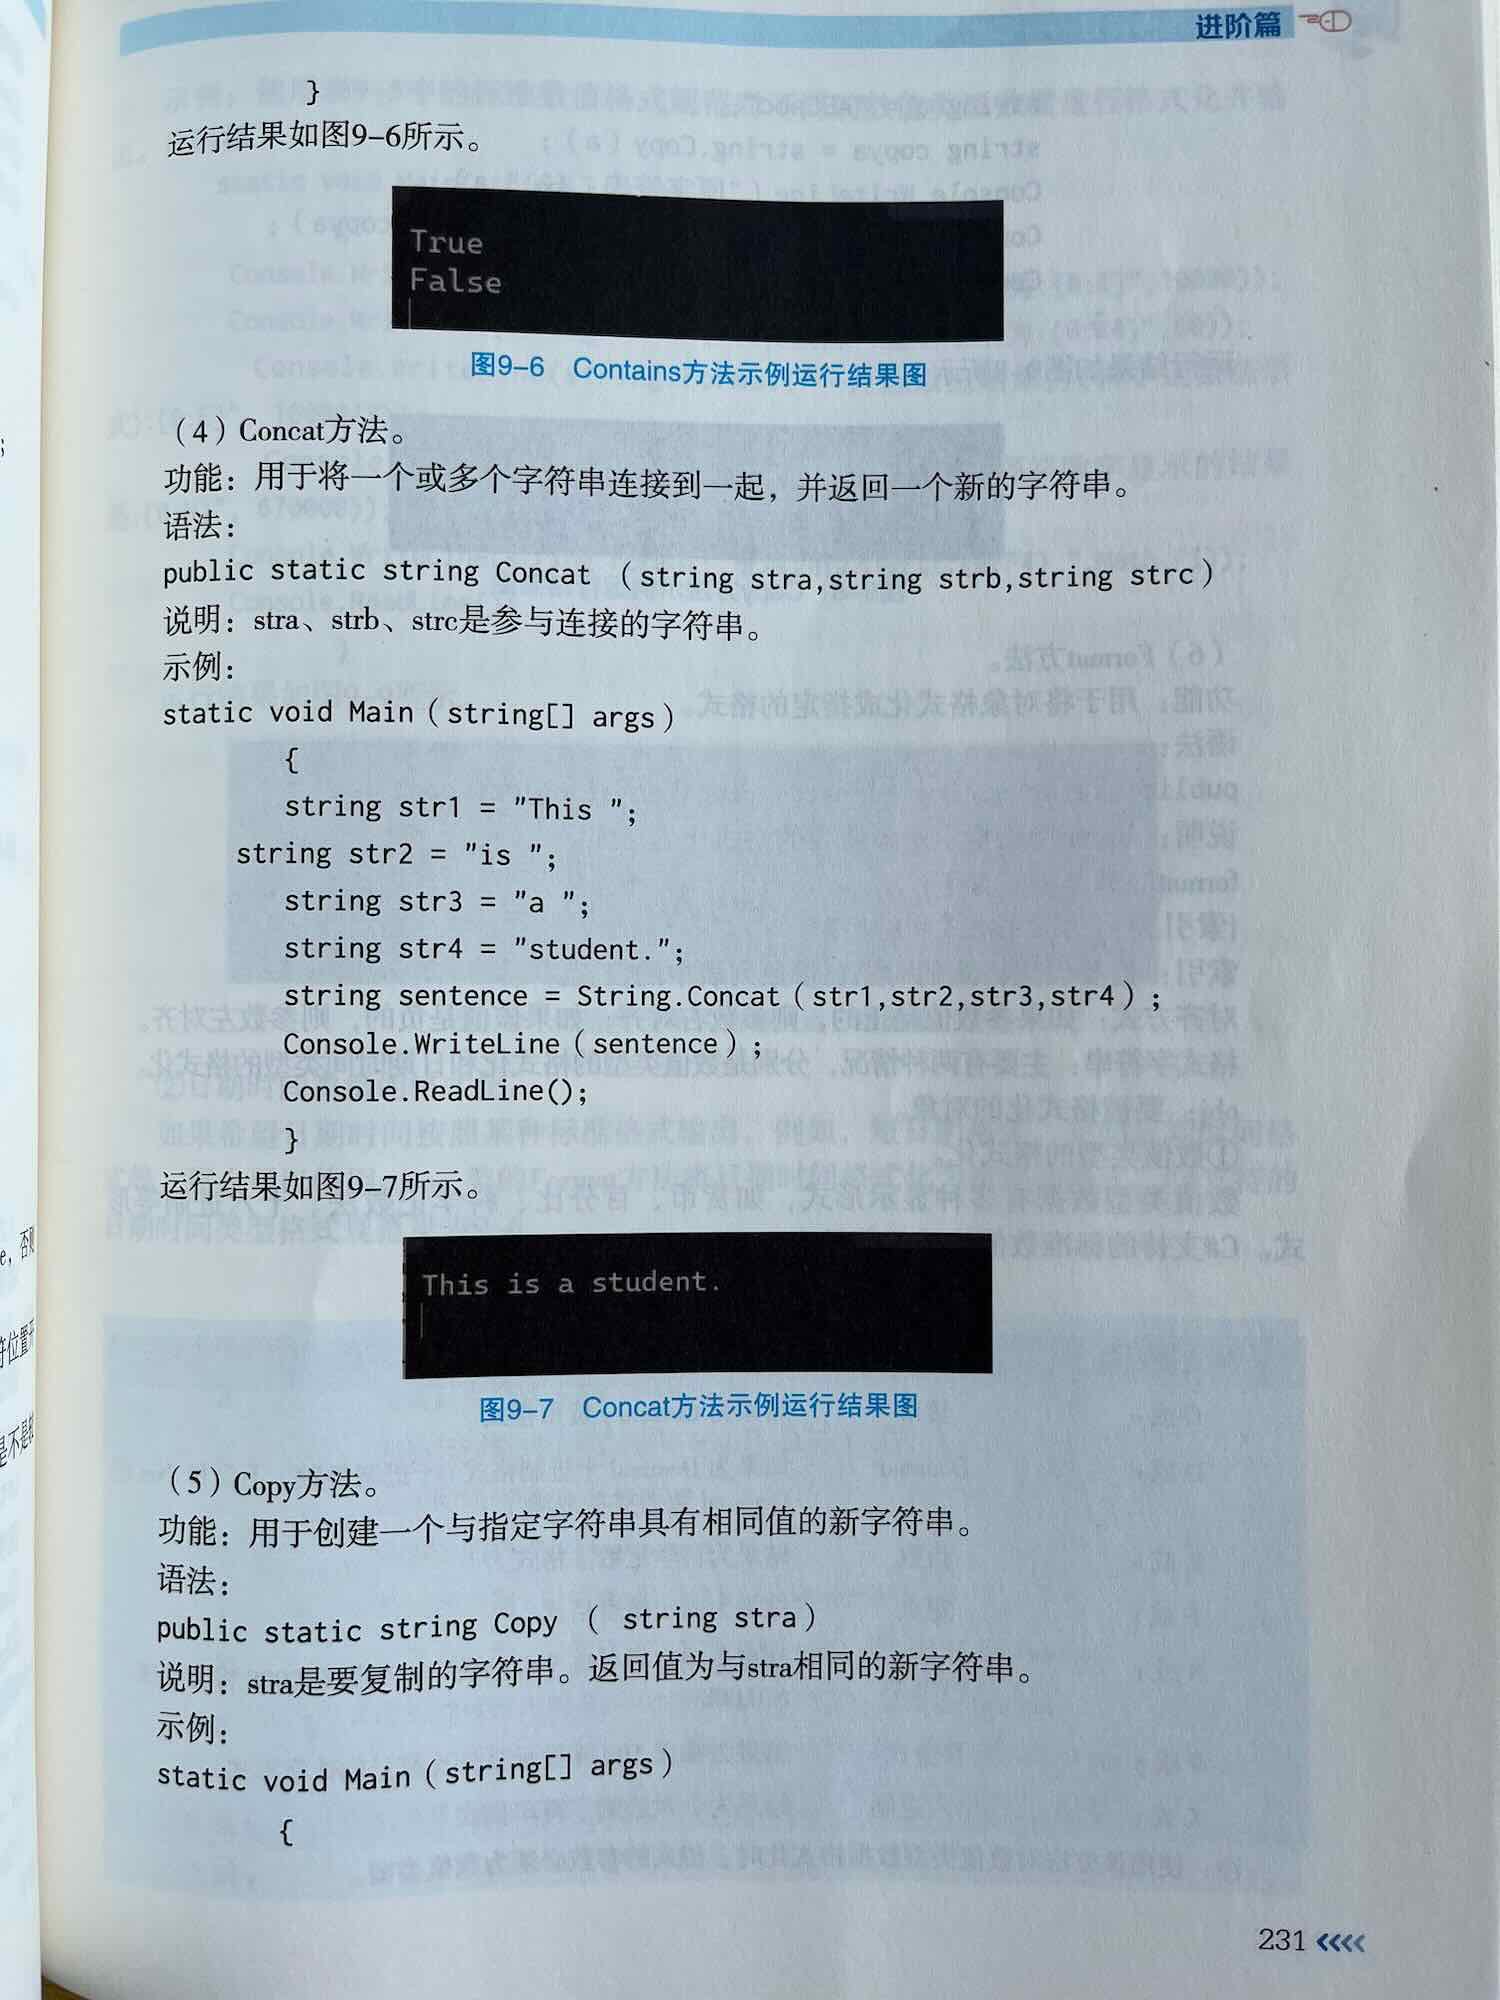 进阶篇
}
运行结果如图9-6所示。
True
False
图9-6 Contains方法示例运行结果图
（4）Concat方法。
功能：用于将一个或多个字符串连接到一起，并返回一个新的字符串。
语法：
public static string Concat （string stra,string strb,string strc）
说明：stra、strb、strc是参与连接的字符串。
示例：
static void Main（string[] args）
{
string str1 = "This ";
string str2 = "is ";
string str3 = "a ";
string str4 = "student.";
string sentence = String.Concat（str1,str2,str3,str4）;
Console.WriteLine（sentence）;
Console.ReadLine();
}
运行结果如图9-7所示。
This is a student.
图9-7 Concat方法示例运行结果图
（5）Copy方法。
功能：用于创建一个与指定字符串具有相同值的新字符串。
语法：
public static string Copy （ string stra）
说明：stra是要复制的字符串。返回值为与stra相同的新字符串。
示例：
static void Main（string[] args）
{
231